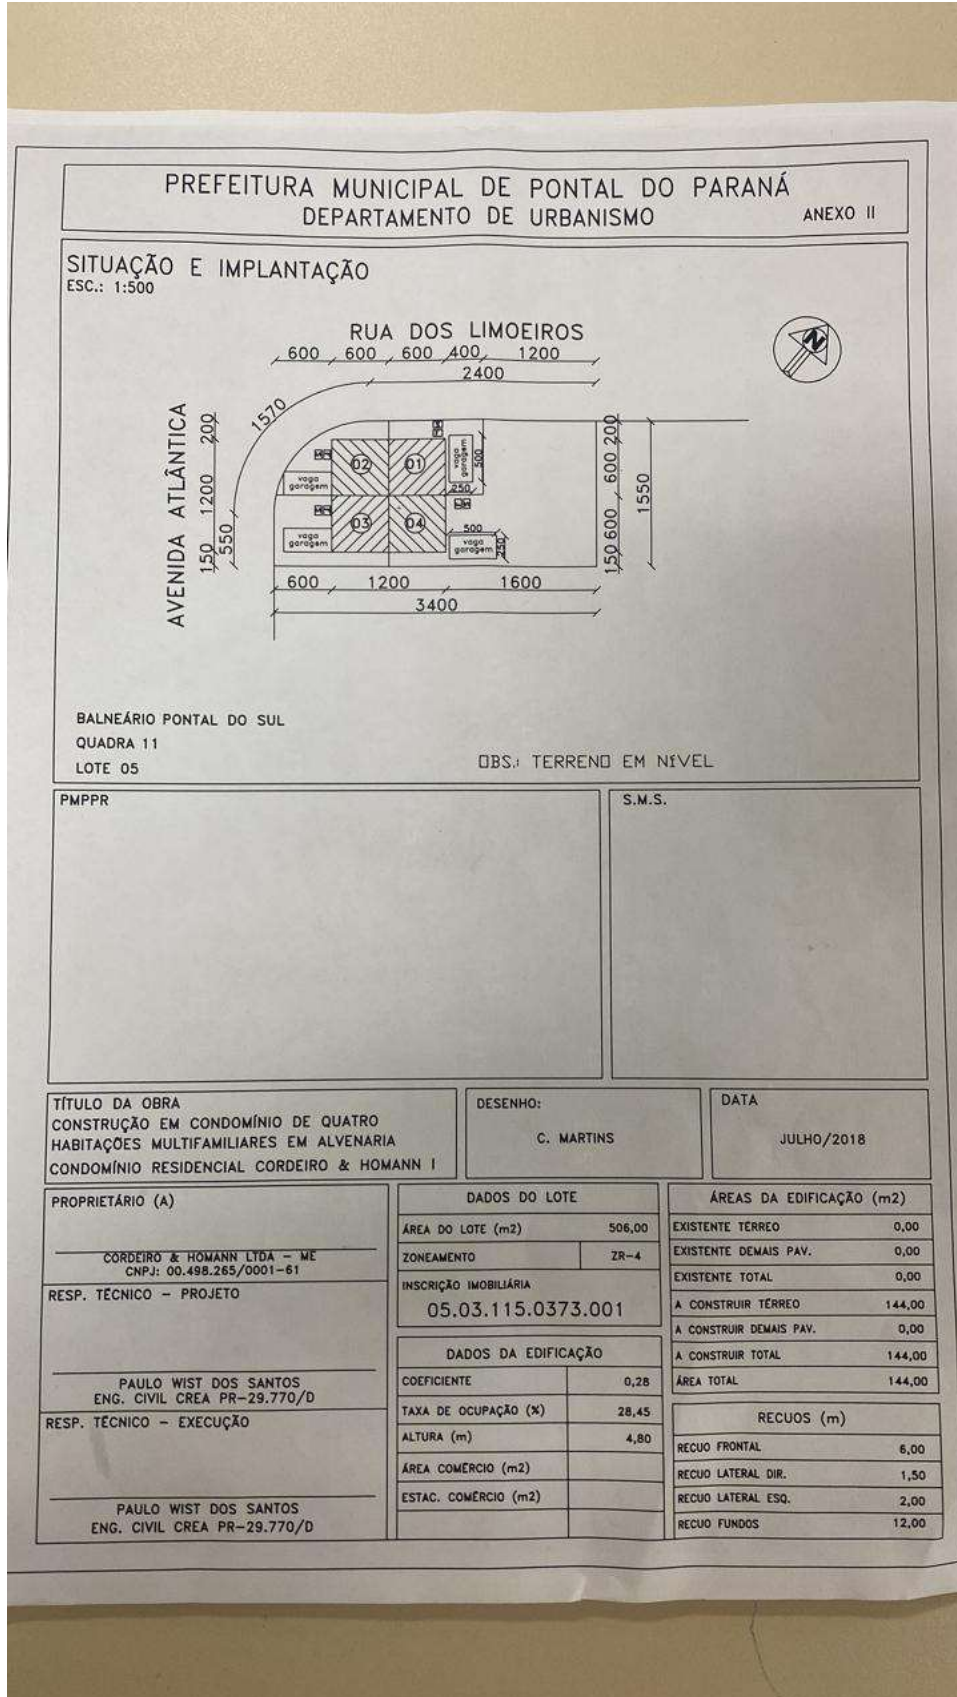 PREFEITURA MUNICIPAL DE PONTAL DO PARANÁ
DEPARTAMENTO DE URBANISMO
ANEXO II
SITUAÇÃO E IMPLANTAÇÃO
ESC.: 1:500
RUA DOS LIMOEIROS
600 600 600 400 1200
2400
N
1570
AVENIDA ATLÂNTICA
200
1200
150
550
02
01
03
04
vaga garagem
500
250
vaga garagem
vaga garagem
500
vaga garagem
250
200
600
600
150
1550
600 1200 1600
3400
BALNEÁRIO PONTAL DO SUL
QUADRA 11
LOTE 05
OBS.: TERRENO EM NÍVEL
PMPPR
S.M.S.
TÍTULO DA OBRA
CONSTRUÇÃO EM CONDOMÍNIO DE QUATRO
HABITAÇÕES MULTIFAMILIARES EM ALVENARIA
CONDOMÍNIO RESIDENCIAL CORDEIRO & HOMANN I
DESENHO:
C. MARTINS
DATA
JULHO/2018
PROPRIETÁRIO (A)
CORDEIRO & HOMANN LTDA – ME
CNPJ: 00.498.265/0001-61
RESP. TÉCNICO – PROJETO
PAULO WIST DOS SANTOS
ENG. CIVIL CREA PR-29.770/D
RESP. TÉCNICO – EXECUÇÃO
PAULO WIST DOS SANTOS
ENG. CIVIL CREA PR-29.770/D
DADOS DO LOTE
ÁREA DO LOTE (m2) 506,00
ZONEAMENTO ZR-4
INSCRIÇÃO IMOBILIÁRIA
05.03.115.0373.001
DADOS DA EDIFICAÇÃO
COEFICIENTE 0,28
TAXA DE OCUPAÇÃO (%) 28,45
ALTURA (m) 4,80
ÁREA COMÉRCIO (m2)
ESTAC. COMÉRCIO (m2)
ÁREAS DA EDIFICAÇÃO (m2)
EXISTENTE TÉRREO 0,00
EXISTENTE DEMAIS PAV. 0,00
EXISTENTE TOTAL 0,00
A CONSTRUIR TÉRREO 144,00
A CONSTRUIR DEMAIS PAV. 0,00
A CONSTRUIR TOTAL 144,00
ÁREA TOTAL 144,00
RECUOS (m)
RECUO FRONTAL 6,00
RECUO LATERAL DIR. 1,50
RECUO LATERAL ESQ. 2,00
RECUO FUNDOS 12,00